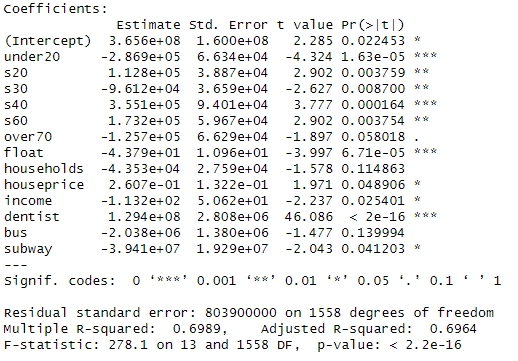 Coefficients:
              Estimate Std. Error t value Pr(>|t|)
(Intercept)  3.656e+08  1.600e+08   2.285 0.022453 *
under20     -2.869e+05  6.634e+04  -4.324 1.63e-05 ***
s20          1.128e+05  3.887e+04   2.902 0.003759 **
s30         -9.612e+04  3.659e+04  -2.627 0.008700 **
s40          3.551e+05  9.401e+04   3.777 0.000164 ***
s60          1.732e+05  5.967e+04   2.902 0.003754 **
over70      -1.257e+05  6.629e+04  -1.897 0.058018 .
float       -4.379e+01  1.096e+01  -3.997 6.71e-05 ***
households  -4.353e+04  2.759e+04  -1.578 0.114863
houseprice   2.607e-01  1.322e-01   1.971 0.048906 *
income      -1.132e+02  5.062e+01  -2.237 0.025401 *
dentist      1.294e+08  2.808e+06  46.086  < 2e-16 ***
bus         -2.038e+06  1.380e+06  -1.477 0.139994
subway      -3.941e+07  1.929e+07  -2.043 0.041203 *
---
Signif. codes:  0 ‘***’ 0.001 ‘**’ 0.01 ‘*’ 0.05 ‘.’ 0.1 ‘ ’ 1
Residual standard error: 803900000 on 1558 degrees of freedom
Multiple R-squared:  0.6989,	Adjusted R-squared:  0.6964
F-statistic: 278.1 on 13 and 1558 DF,  p-value: < 2.2e-16